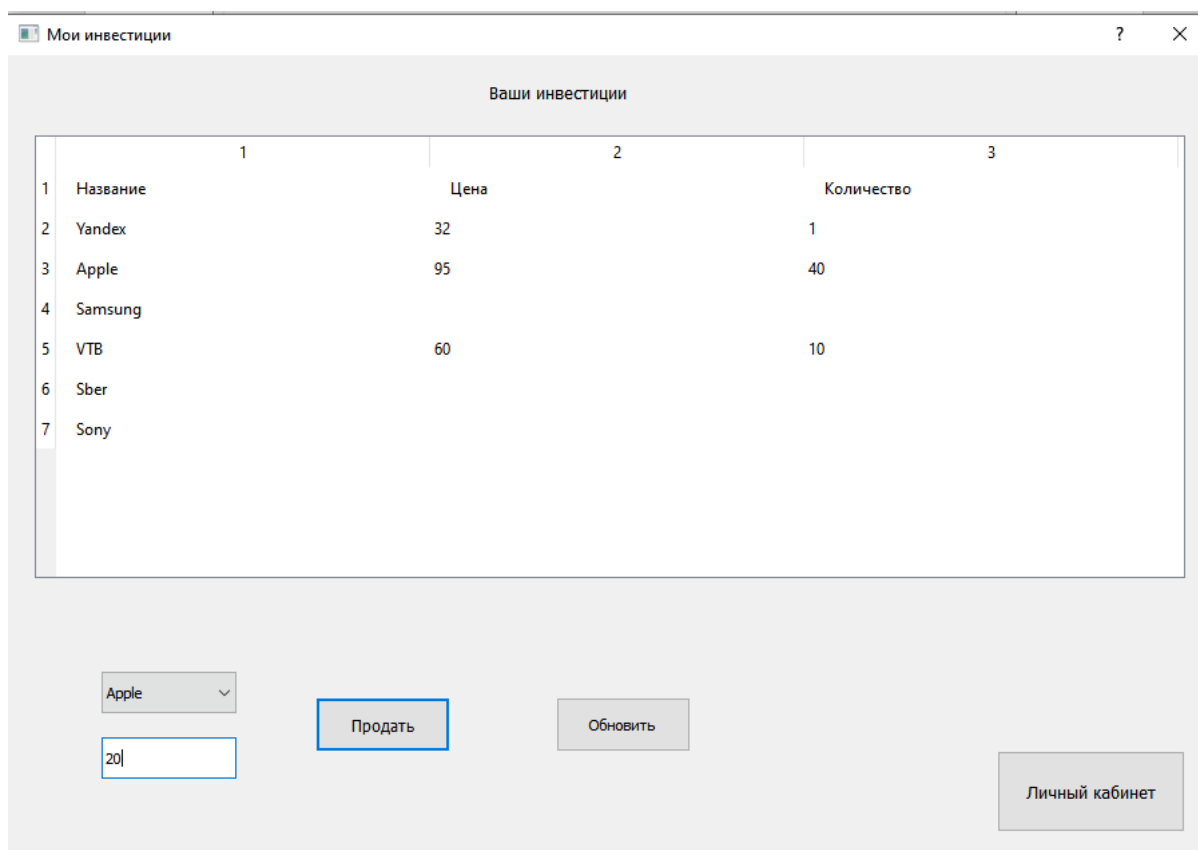 Мои инвестиции ?
Ваши инвестиции
1 2 3
1 Название Цена Количество
2 Yandex 32 1
3 Apple 95 40
4 Samsung
5 VTB 60 10
6 Sber
7 Sony
Apple
Продать Обновить
20
Личный кабинет